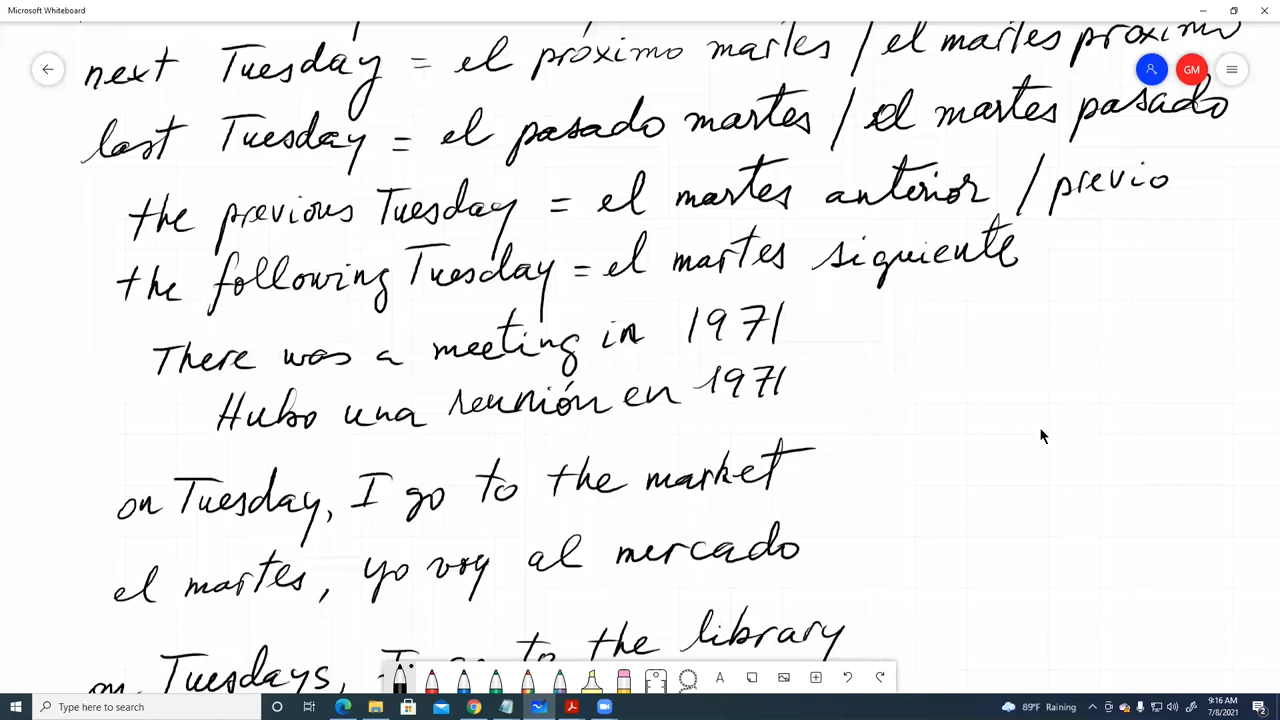 Microsoft Whiteboard
next Tuesday = el próximo martes / el martes próximo
GM
last Tuesday = el pasado martes / el martes pasado
the previous Tuesday = el martes anterior / previo
the following Tuesday = el martes siguiente
There was a meeting in 1971
Hubo una reunión en 1971
on Tuesday, I go to the market
el martes, yo voy al mercado
on Tuesdays, I go to the library
A
Type here to search
89°F Raining
9:16 AM
7/8/2021
2